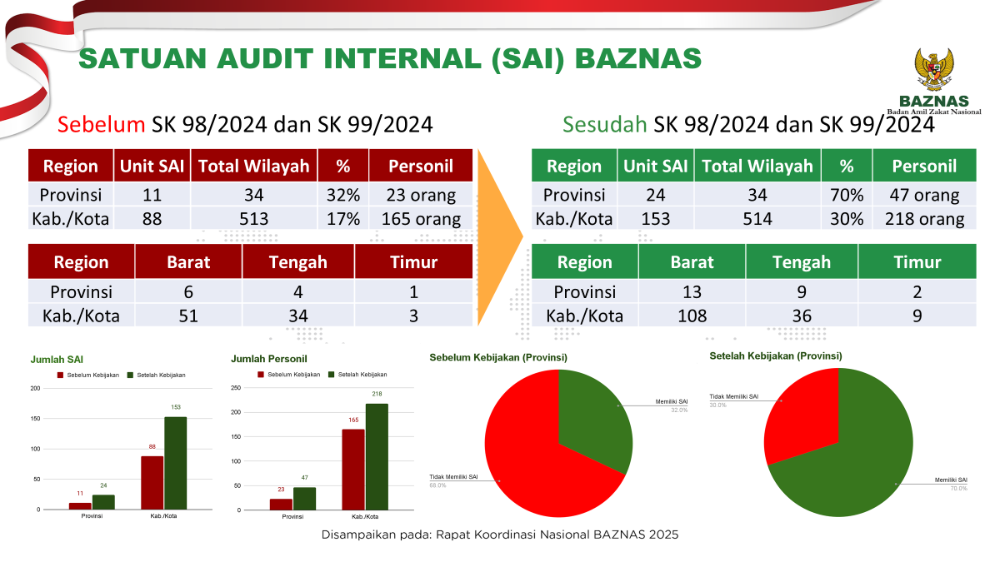 SATUAN AUDIT INTERNAL (SAI) BAZNAS
BAZNAS
Badan Amil Zakat Nasional
Sebelum SK 98/2024 dan SK 99/2024
Region Unit SAI Total Wilayah % Personil
Provinsi 11 34 32% 23 orang
Kab./Kota 88 513 17% 165 orang
Region Barat Tengah Timur
Provinsi 6 4 1
Kab./Kota 51 34 3
Sesudah SK 98/2024 dan SK 99/2024
Region Unit SAI Total Wilayah % Personil
Provinsi 24 34 70% 47 orang
Kab./Kota 153 514 30% 218 orang
Region Barat Tengah Timur
Provinsi 13 9 2
Kab./Kota 108 36 9
Jumlah SAI
Sebelum Kebijakan Setelah Kebijakan
200
150
100
50
0
11
24
88
153
Provinsi Kab./Kota
Jumlah Personil
Sebelum Kebijakan Setelah Kebijakan
250
200
150
100
50
0
23
47
165
218
Provinsi Kab./Kota
Sebelum Kebijakan (Provinsi)
Memiliki SAI
32.0%
Tidak Memiliki SAI
68.0%
Setelah Kebijakan (Provinsi)
Tidak Memiliki SAI
30.0%
Memiliki SAI
70.0%
Disampaikan pada: Rapat Koordinasi Nasional BAZNAS 2025